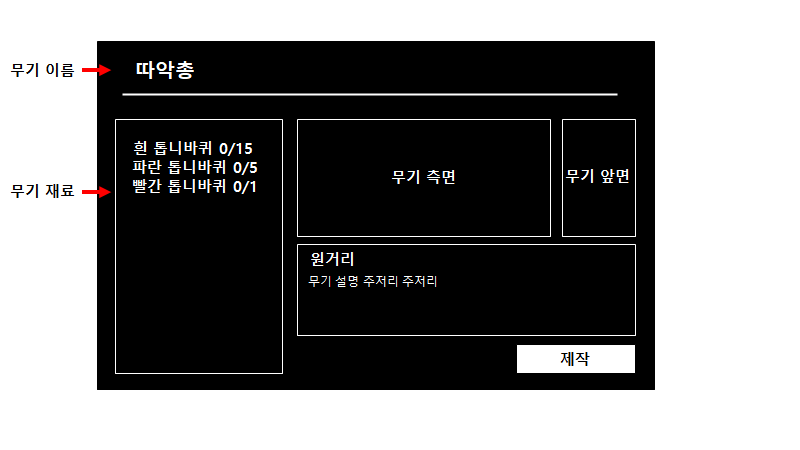 무기 이름
따악총
무기 재료
흰 톱니바퀴 0/15
파란 톱니바퀴 0/5
빨간 톱니바퀴 0/1
무기 측면
무기 앞면
원거리
무기 설명 주저리 주저리
제작